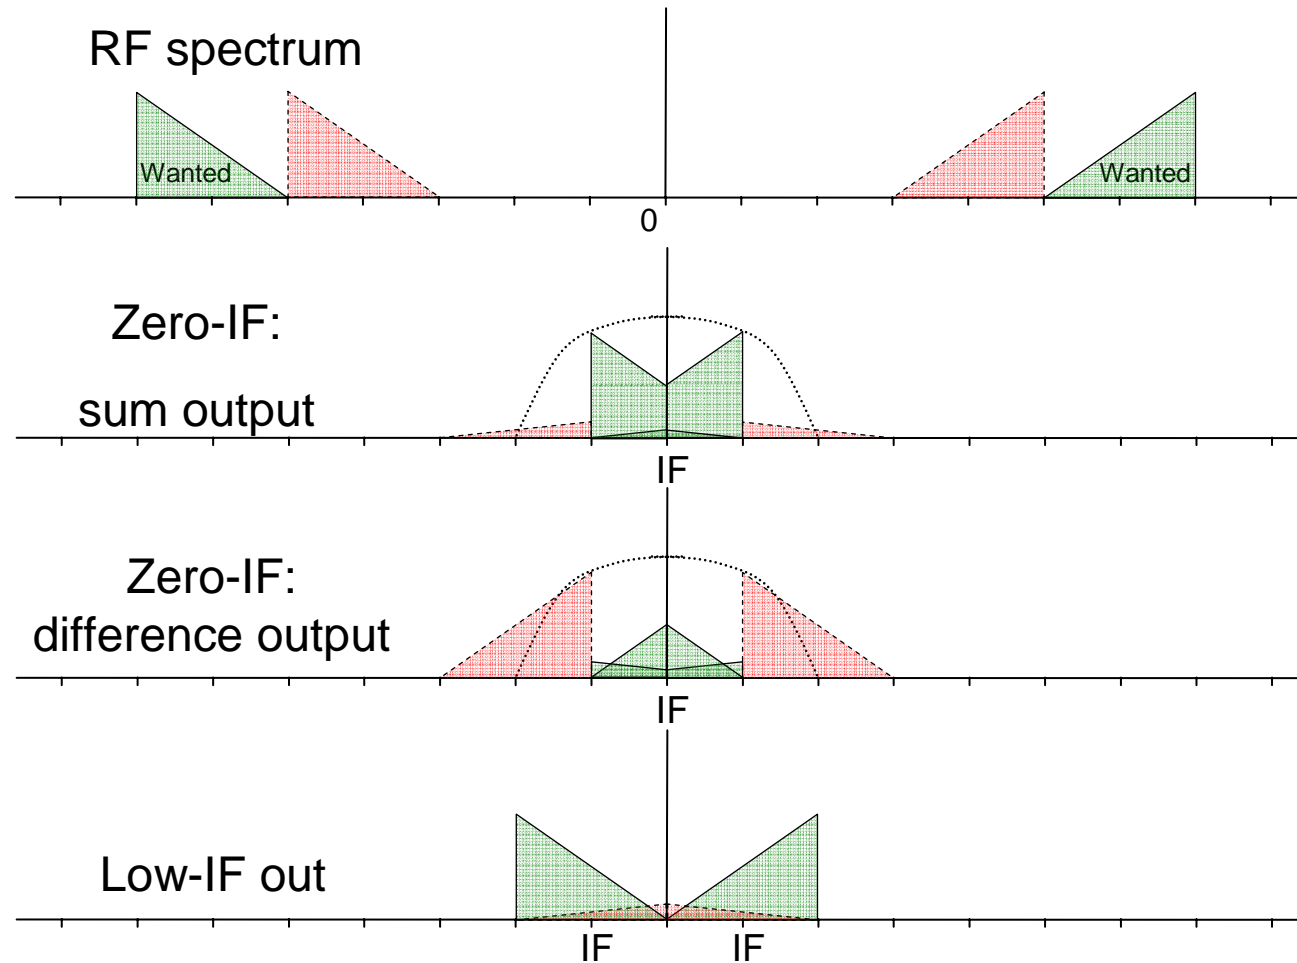 RF spectrum
Wanted
Wanted
0
Zero-IF:
sum output
IF
Zero-IF:
difference output
IF
Low-IF out
IF IF